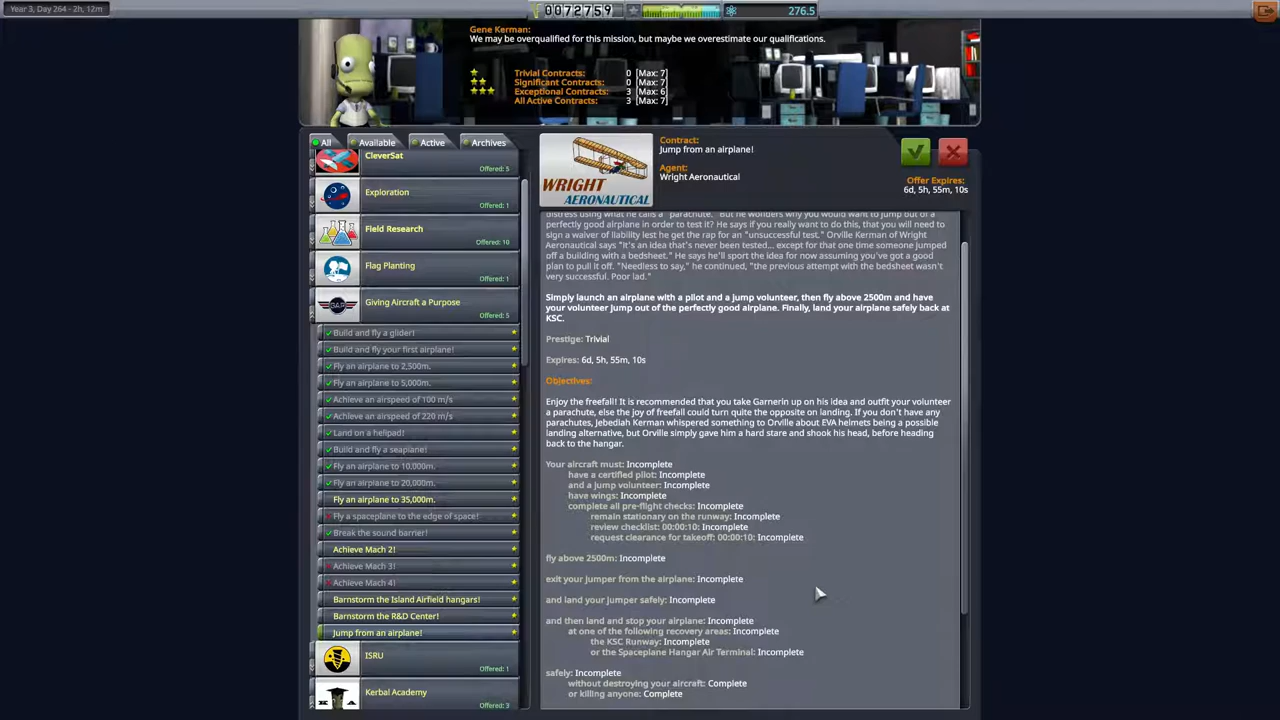 Year 3, Day 264 - 2h, 12m
0072759
276.5
Gene Kerman:
We may be overqualified for this mission, but maybe we overestimate our qualifications.
Trivial Contracts: 0 [Max: 7]
Significant Contracts: 0 [Max: 7]
Exceptional Contracts: 3 [Max: 6]
All Active Contracts: 3 [Max: 7]
All
Available
Active
Archives
CleverSat
Offered: 5
Exploration
Offered: 1
Field Research
Offered: 10
Flag Planting
Offered: 1
GAP
Giving Aircraft a Purpose
Offered: 5
Build and fly a glider!
Build and fly your first airplane!
Fly an airplane to 2,500m.
Fly an airplane to 5,000m.
Achieve an airspeed of 100 m/s
Achieve an airspeed of 220 m/s
Land on a helipad!
Build and fly a seaplane!
Fly an airplane to 10,000m.
Fly an airplane to 20,000m.
Fly an airplane to 35,000m.
Fly a spaceplane to the edge of space!
Break the sound barrier!
Achieve Mach 2!
Achieve Mach 3!
Achieve Mach 4!
Barnstorm the Island Airfield hangars!
Barnstorm the R&D Center!
Jump from an airplane!
ISRU
Offered: 1
Kerbal Academy
Offered: 3
WRIGHT
AERONAUTICAL
Contract:
Jump from an airplane!
Agent:
Wright Aeronautical
Offer Expires:
6d, 5h, 55m, 10s
distress using what he calls a "parachute." But he wonders why you would want to jump out of a
perfectly good airplane in order to test it? He says if you really want to do this, that you will need to
sign a waiver of liability lest he get the rap for an "unsuccessful test." Orville Kerman of Wright
Aeronautical says "It's an idea that's never been tested... except for that one time someone jumped
off a building with a bedsheet." He says he'll sport the idea for now assuming you've got a good
plan to pull it off. "Needless to say," he continued, "the previous attempt with the bedsheet wasn't
very successful. Poor lad."
Simply launch an airplane with a pilot and a jump volunteer, then fly above 2500m and have
your volunteer jump out of the perfectly good airplane. Finally, land your airplane safely back at
KSC.
Prestige: Trivial
Expires: 6d, 5h, 55m, 10s
Objectives:
Enjoy the freefall! It is recommended that you take Garnerin up on his idea and outfit your volunteer
a parachute, else the joy of freefall could turn quite the opposite on landing. If you don't have any
parachutes, Jebediah Kerman whispered something to Orville about EVA helmets being a possible
landing alternative, but Orville simply gave him a hard stare and shook his head, before heading
back to the hangar.
Your aircraft must: Incomplete
have a certified pilot: Incomplete
and a jump volunteer: Incomplete
have wings: Incomplete
complete all pre-flight checks: Incomplete
remain stationary on the runway: Incomplete
review checklist: 00:00:10: Incomplete
request clearance for takeoff: 00:00:10: Incomplete
fly above 2500m: Incomplete
exit your jumper from the airplane: Incomplete
and land your jumper safely: Incomplete
and then land and stop your airplane: Incomplete
at one of the following recovery areas: Incomplete
the KSC Runway: Incomplete
or the Spaceplane Hangar Air Terminal: Incomplete
safely: Incomplete
without destroying your aircraft: Complete
or killing anyone: Complete